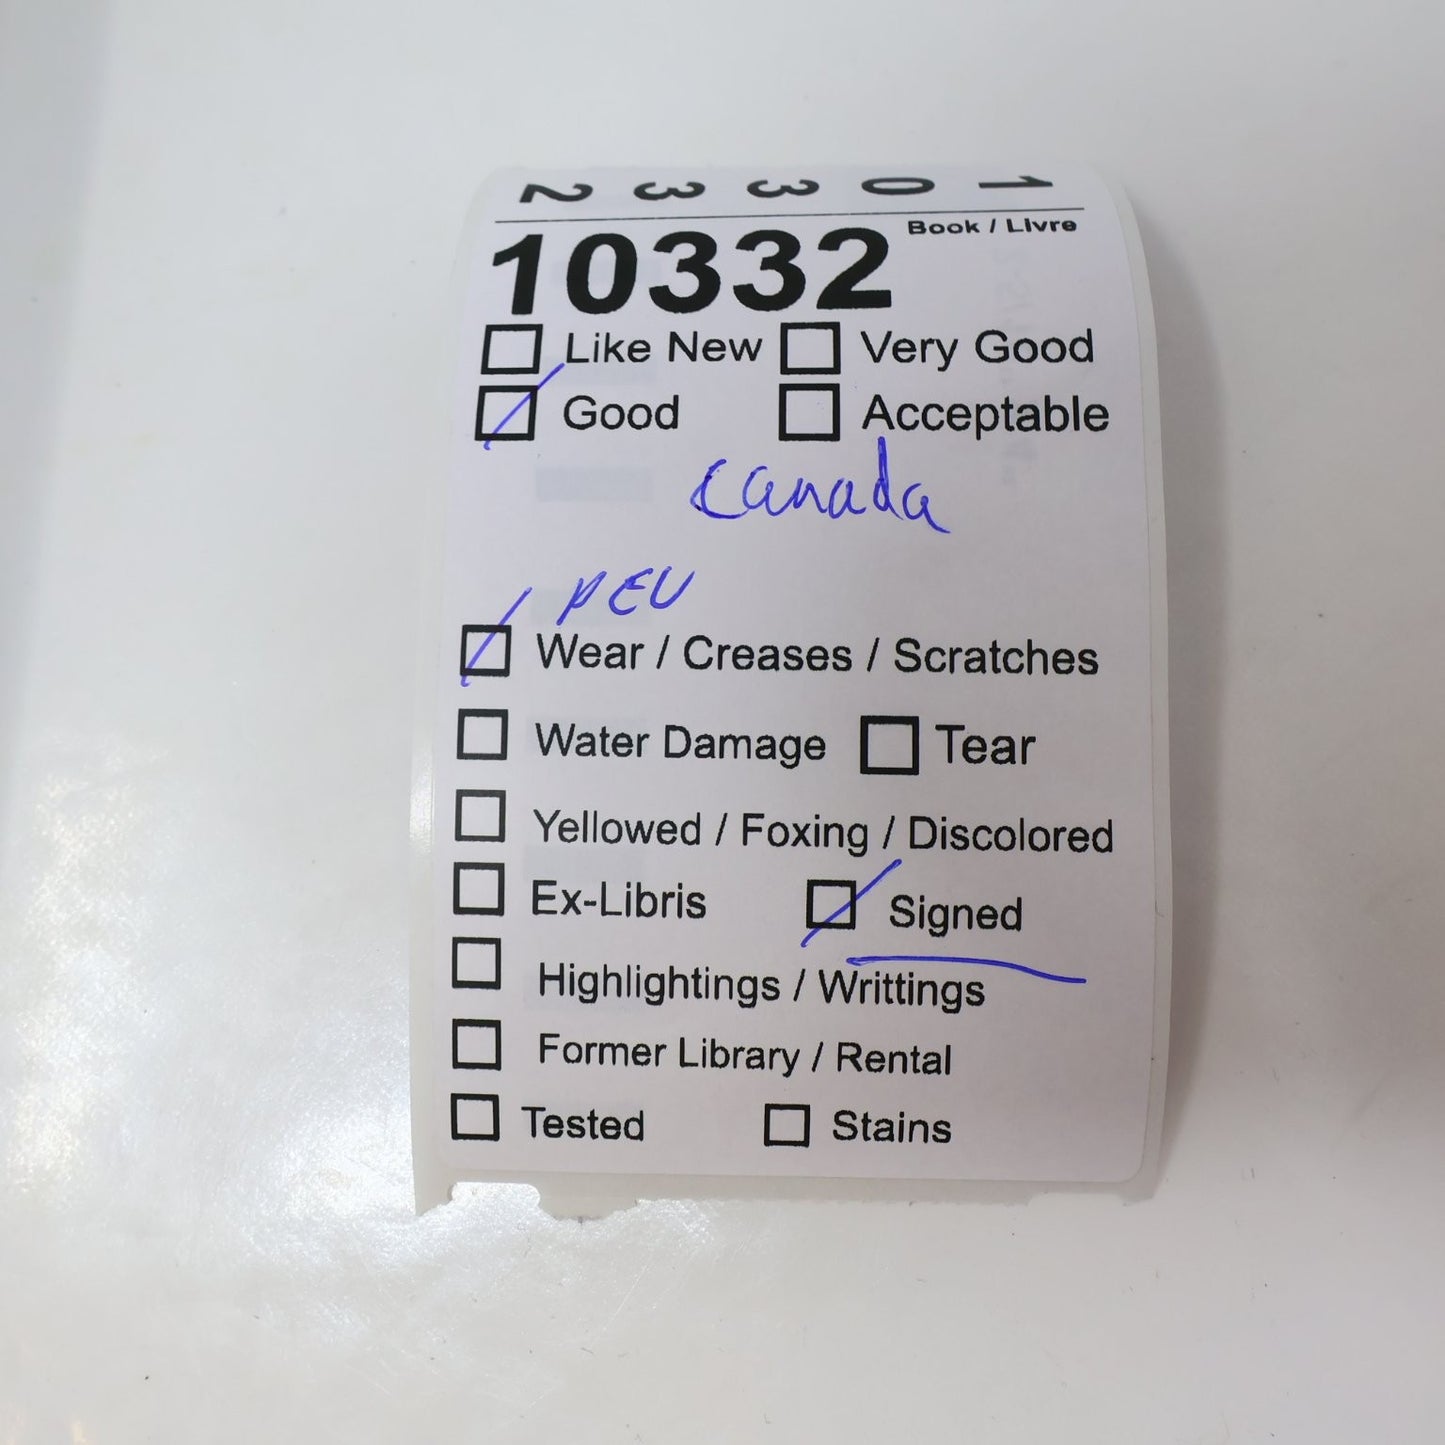 10332
Book / Livre
10332
Like New Very Good
Good Acceptable
Canada
PEU
Wear / Creases / Scratches
Water Damage Tear
Yellowed / Foxing / Discolored
Ex-Libris Signed
Highlightings / Writtings
Former Library / Rental
Tested Stains